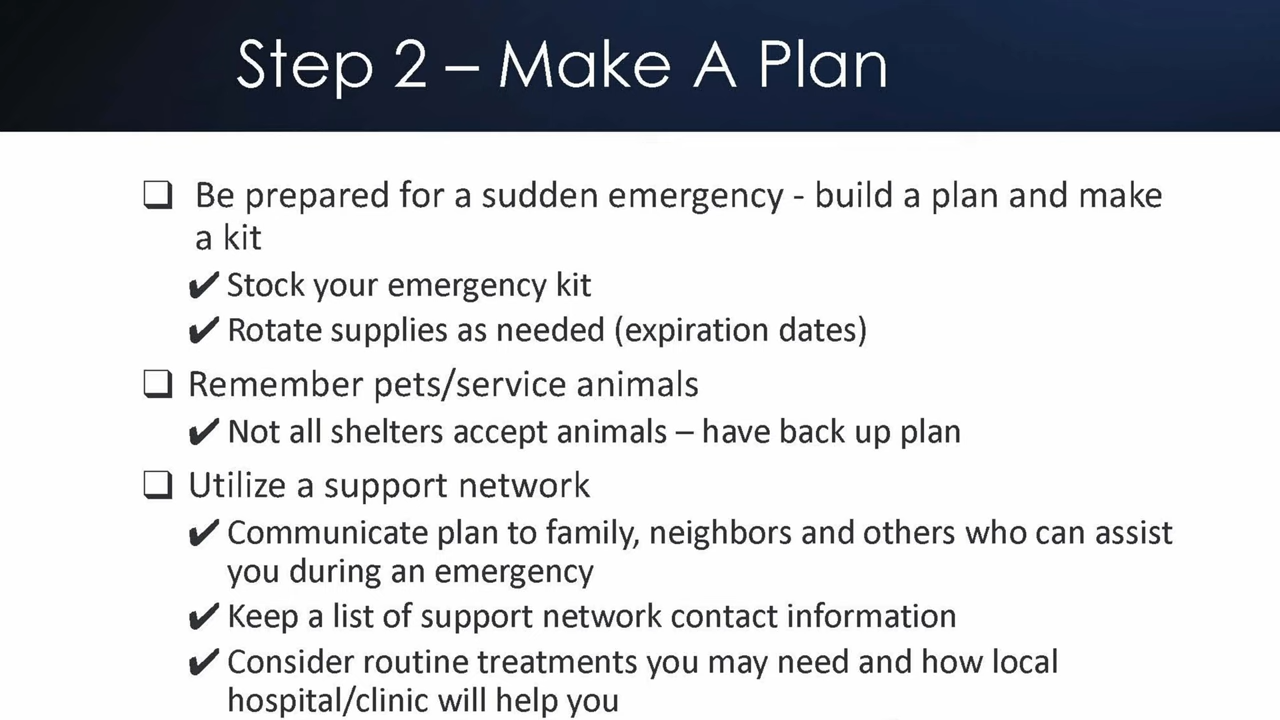 Step 2 – Make A Plan
❑ Be prepared for a sudden emergency - build a plan and make
a kit
✔ Stock your emergency kit
✔ Rotate supplies as needed (expiration dates)
❑ Remember pets/service animals
✔ Not all shelters accept animals – have back up plan
❑ Utilize a support network
✔ Communicate plan to family, neighbors and others who can assist
you during an emergency
✔ Keep a list of support network contact information
✔ Consider routine treatments you may need and how local
hospital/clinic will help you